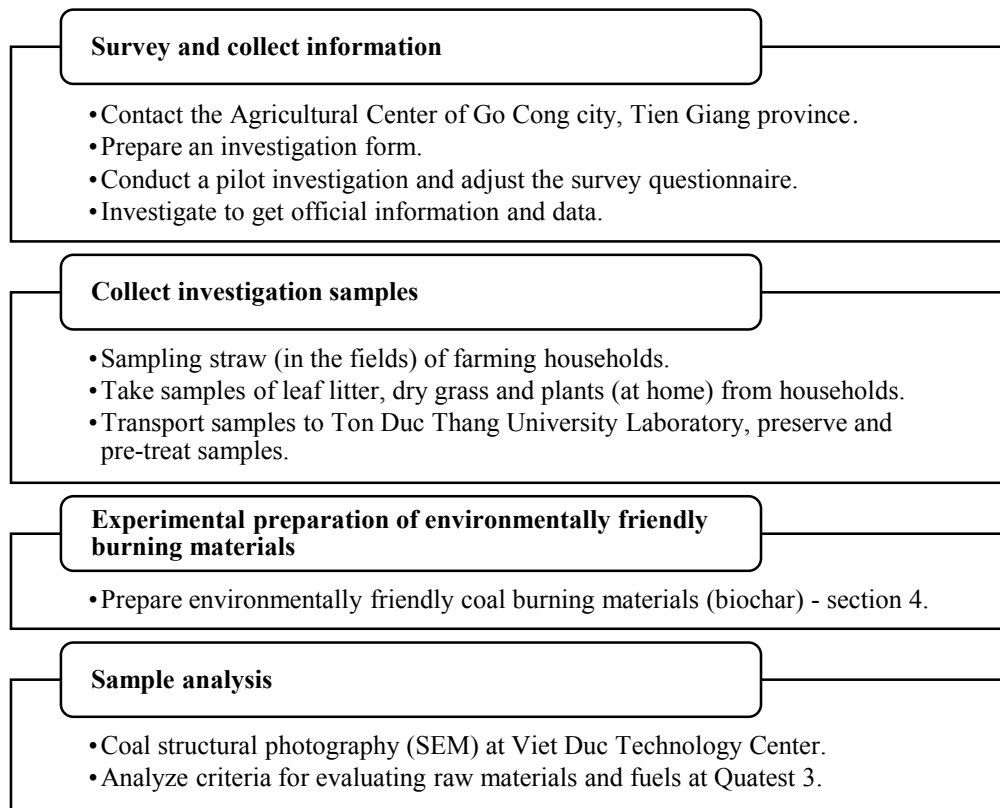 Survey and collect information
•Contact the Agricultural Center of Go Cong city, Tien Giang province.
•Prepare an investigation form.
•Conduct a pilot investigation and adjust the survey questionnaire.
•Investigate to get official information and data.
Collect investigation samples
•Sampling straw (in the fields) of farming households.
•Take samples of leaf litter, dry grass and plants (at home) from households.
•Transport samples to Ton Duc Thang University Laboratory, preserve and
pre-treat samples.
Experimental preparation of environmentally friendly
burning materials
•Prepare environmentally friendly coal burning materials (biochar) - section 4.
Sample analysis
•Coal structural photography (SEM) at Viet Duc Technology Center.
•Analyze criteria for evaluating raw materials and fuels at Quatest 3.